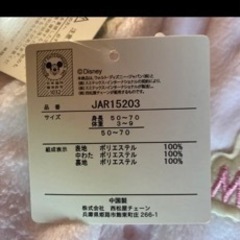 ©Disney
品番 JAR15203
サイズ 身長 50~70
体重 3~9
50~70
組成表示 表地 ポリエステル 100%
中わた ポリエステル 100%
裏地 ポリエステル 100%
中国製
株式会社 西松屋チェーン
兵庫県姫路市飾東町庄 266-1